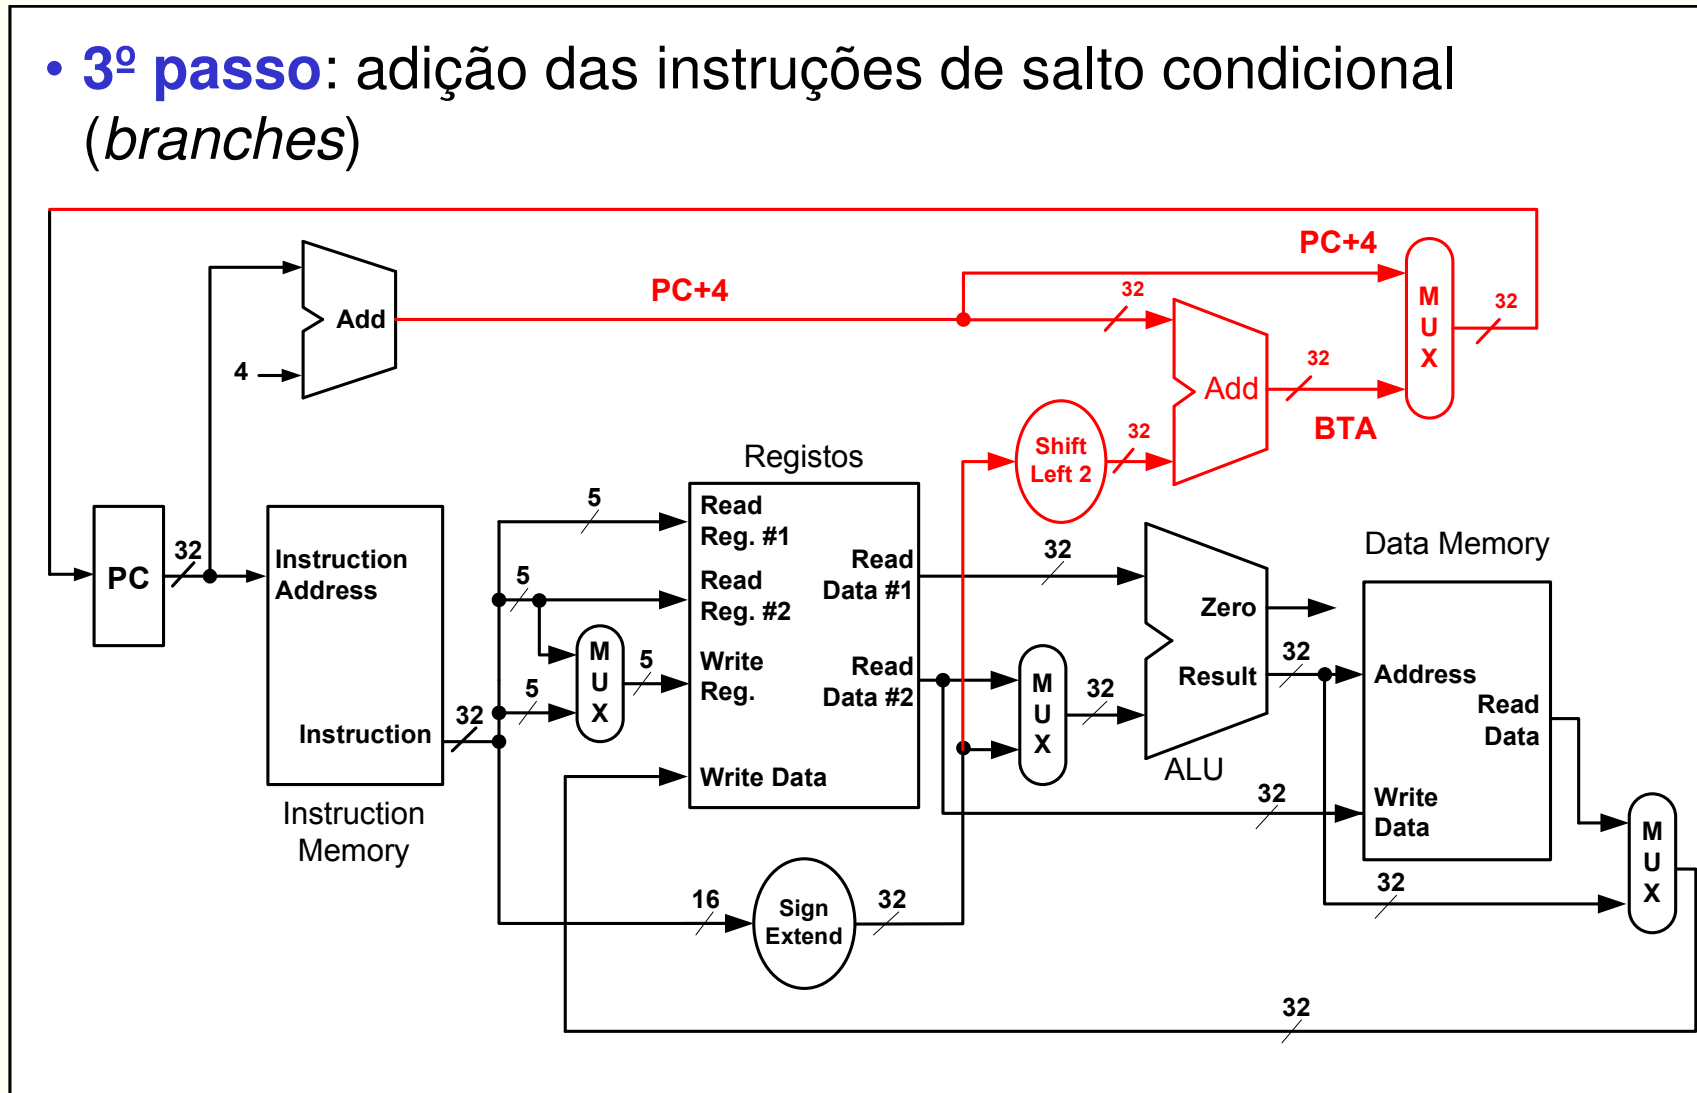 • 3º passo: adição das instruções de salto condicional
(branches)
PC+4
PC+4
Add
4
32
32
M
U
X
32
Add
32
BTA
Shift
Left 2
32
Registos
PC
32
Instruction
Address
Instruction
32
Instruction
Memory
5
5
5
M
U
X
5
Read
Reg. #1
Read
Reg. #2
Write
Reg.
Write Data
Read
Data #1
Read
Data #2
32
M
U
X
32
Zero
Result
ALU
32
Data Memory
Address
Read
Data
Write
Data
32
32
M
U
X
16
Sign
Extend
32
32